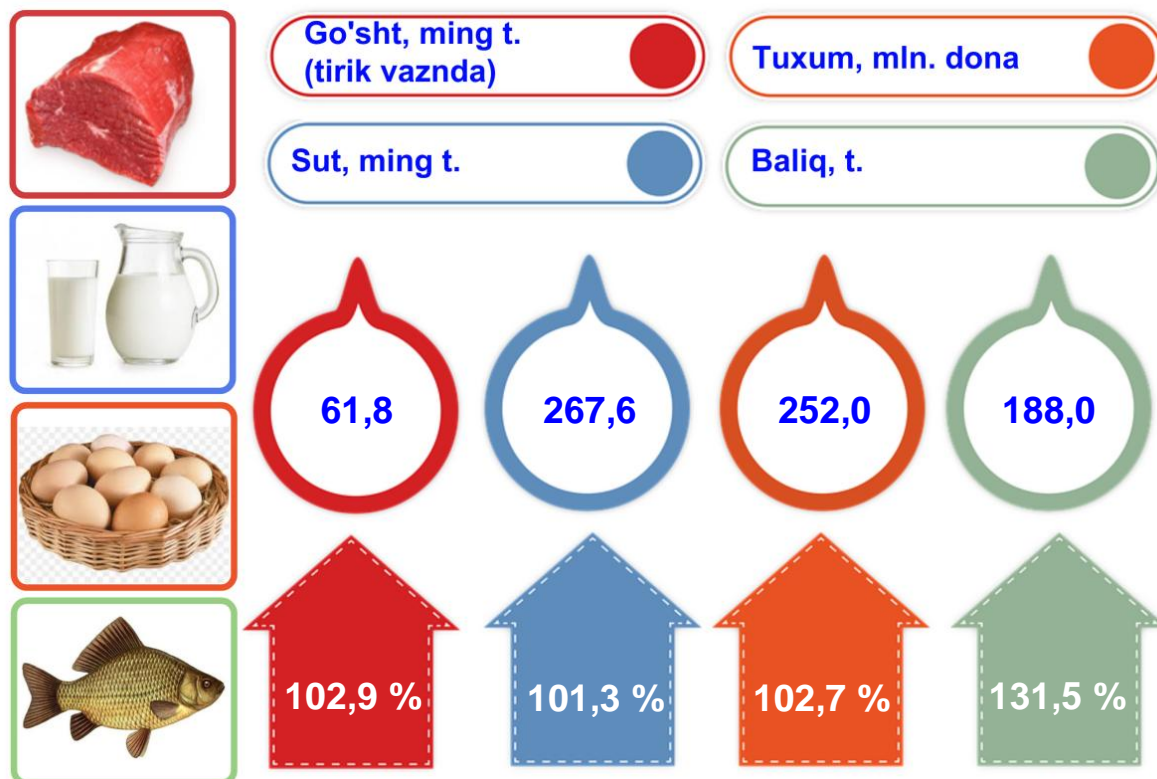 Go'sht, ming t.
(tirik vaznda)
Tuxum, mln. dona
Sut, ming t.
Baliq, t.
61,8
267,6
252,0
188,0
102,9 %
101,3 %
102,7 %
131,5 %